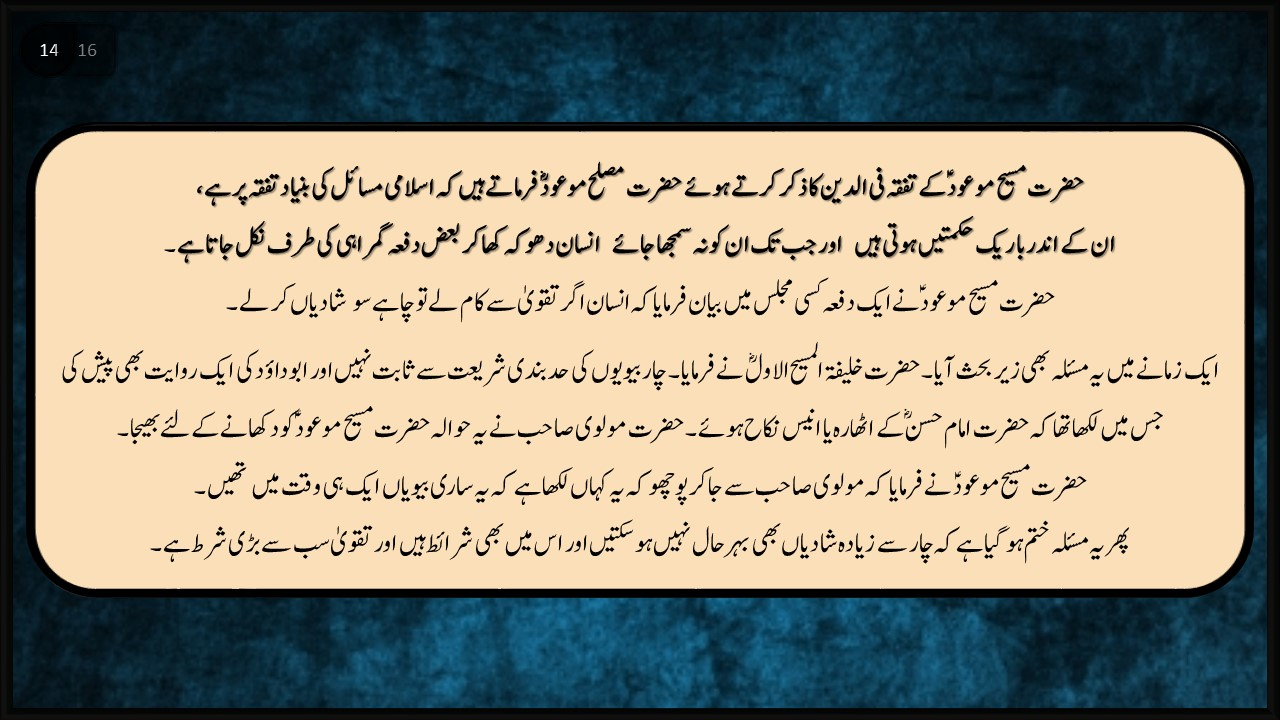 14 16
حضرت مسیح موعودؑ کے تفقہ فی الدین کا ذکر کرتے ہوئے حضرت مصلح موعودؓ فرماتے ہیں کہ اسلامی مسائل کی بنیاد تفقہ پر ہے،
ان کے اندر باریک حکمتیں ہوتی ہیں اور جب تک ان کو نہ سمجھا جائے انسان دھوکہ کھا کر بعض دفعہ گمراہی کی طرف نکل جاتا ہے۔
حضرت مسیح موعودؑ نے ایک دفعہ کسی مجلس میں بیان فرمایا کہ انسان اگر تقویٰ سے کام لے تو چاہے سو شادیاں کر لے۔
ایک زمانے میں یہ مسئلہ بھی زیر بحث آیا۔ حضرت خلیفۃ المسیح الاولؓ نے فرمایا۔ چار بیویوں کی حد بندی شریعت سے ثابت نہیں اور ابوداؤد کی ایک روایت بھی پیش کی
جس میں لکھا تھا کہ حضرت امام حسنؓ کے اٹھارہ یا انیس نکاح ہوئے۔ حضرت مولوی صاحب نے یہ حوالہ حضرت مسیح موعودؑ کو دکھانے کے لئے بھیجا۔
حضرت مسیح موعودؑ نے فرمایا کہ مولوی صاحب سے جا کر پوچھو کہ یہ کہاں لکھا ہے کہ یہ ساری بیویاں ایک ہی وقت میں تھیں۔
پھر یہ مسئلہ ختم ہو گیا ہے کہ چار سے زیادہ شادیاں بھی بہرحال نہیں ہو سکتیں اور اس میں بھی شرائط ہیں اور تقویٰ سب سے بڑی شرط ہے۔